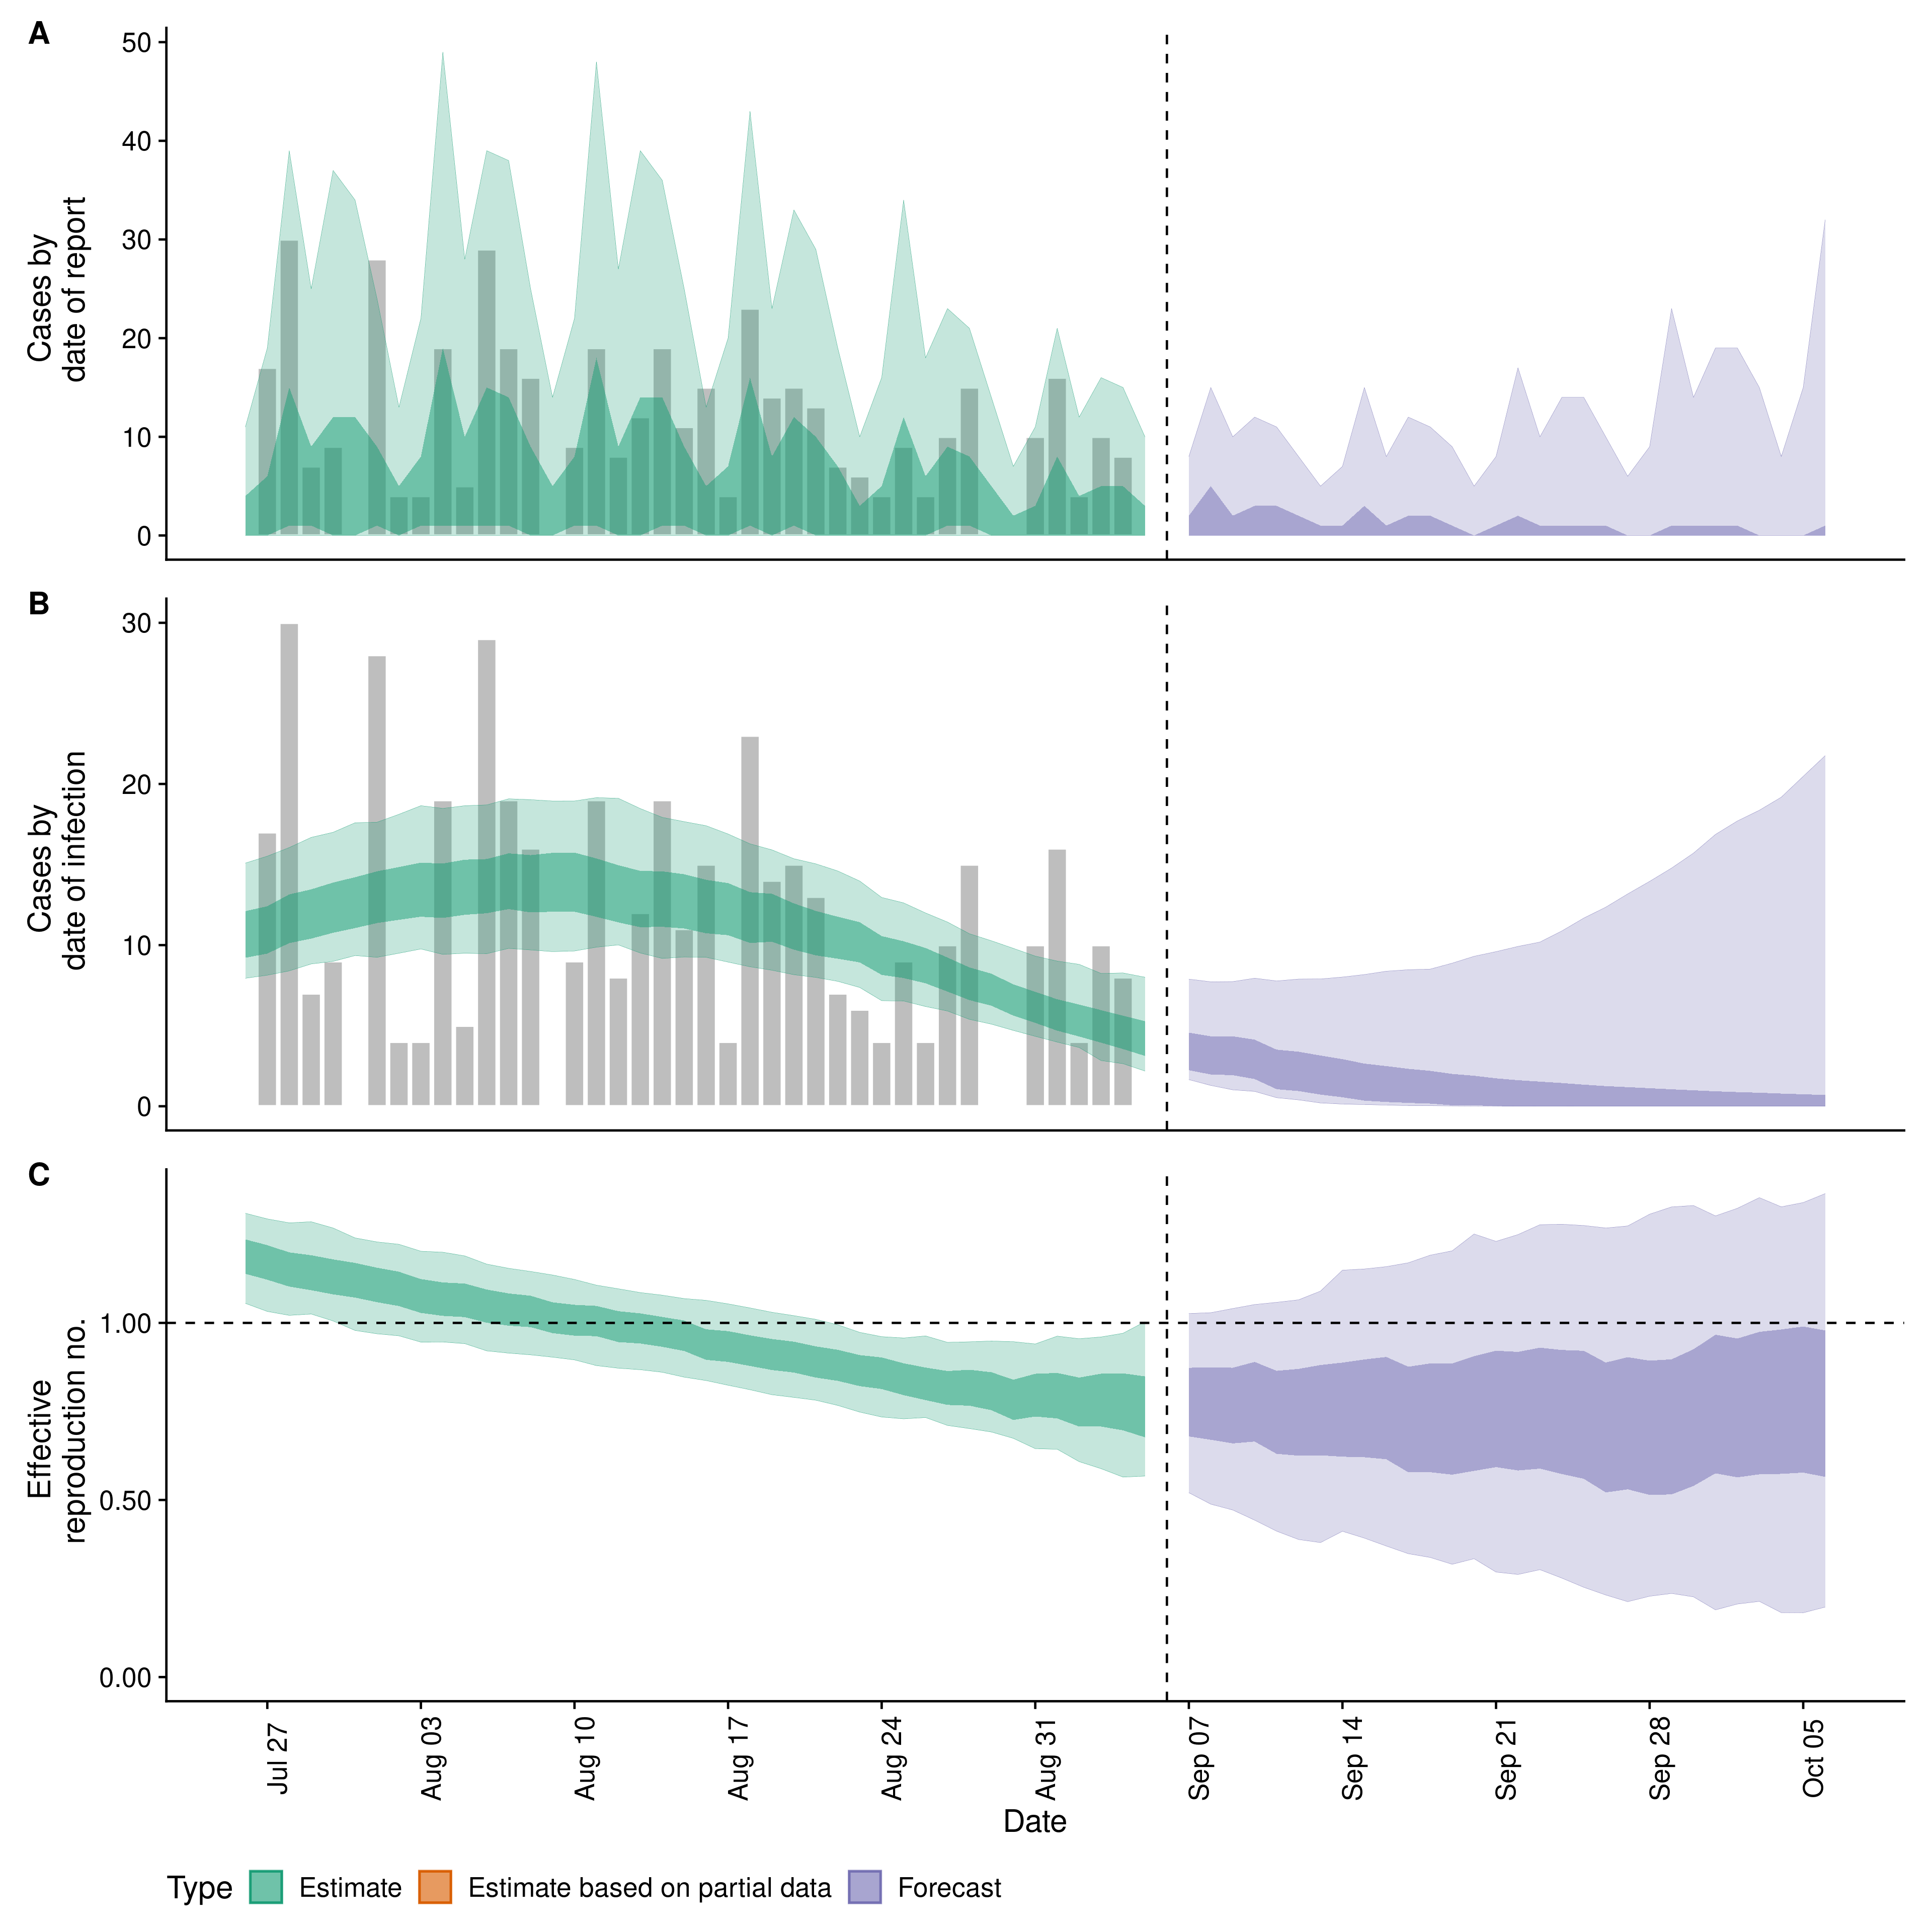 A
50
40
30
20
10
0
Cases by
date of report
B
30
20
10
0
Cases by
date of infection
C
1.00
0.50
0.00
Effective
reproduction no.
Jul 27
Aug 03
Aug 10
Aug 17
Aug 24
Aug 31
Sep 07
Sep 14
Sep 21
Sep 28
Oct 05
Date
Type Estimate Estimate based on partial data Forecast